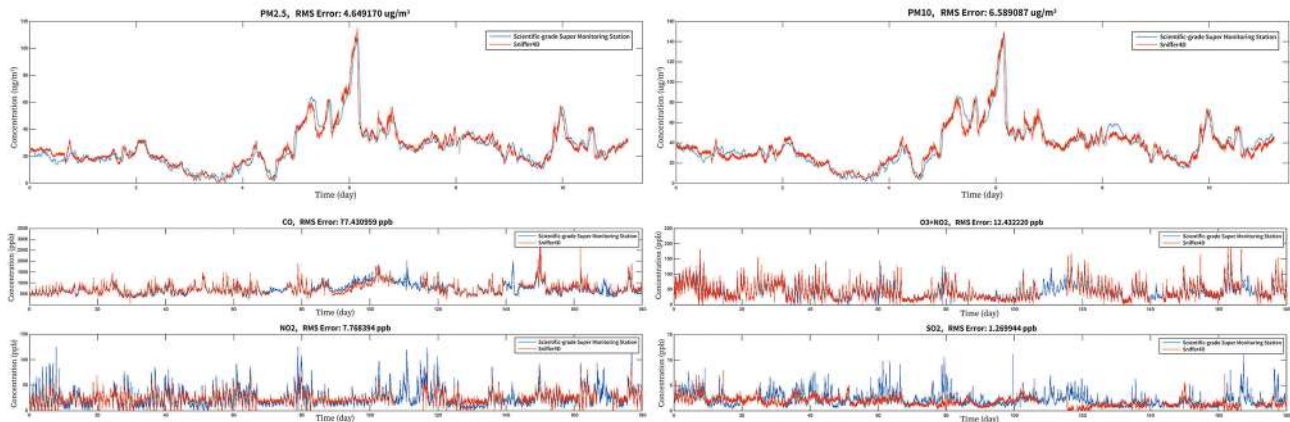 PM2.5, RMS Error: 4.649170 ug/m³
Scientific-grade Super Monitoring Station
Sniffer4D
Concentration (ug/m³)
Time (day)
PM10, RMS Error: 6.589087 ug/m³
Scientific-grade Super Monitoring Station
Sniffer4D
Concentration (ug/m³)
Time (day)
CO, RMS Error: 77.430959 ppb
Scientific-grade Super Monitoring Station
Sniffer4D
Concentration (ppb)
Time (day)
O3+NO2, RMS Error: 12.432220 ppb
Scientific-grade Super Monitoring Station
Sniffer4D
Concentration (ppb)
Time (day)
NO2, RMS Error: 7.768394 ppb
Scientific-grade Super Monitoring Station
Sniffer4D
Concentration (ppb)
Time (day)
SO2, RMS Error: 1.269944 ppb
Scientific-grade Super Monitoring Station
Sniffer4D
Concentration (ppb)
Time (day)